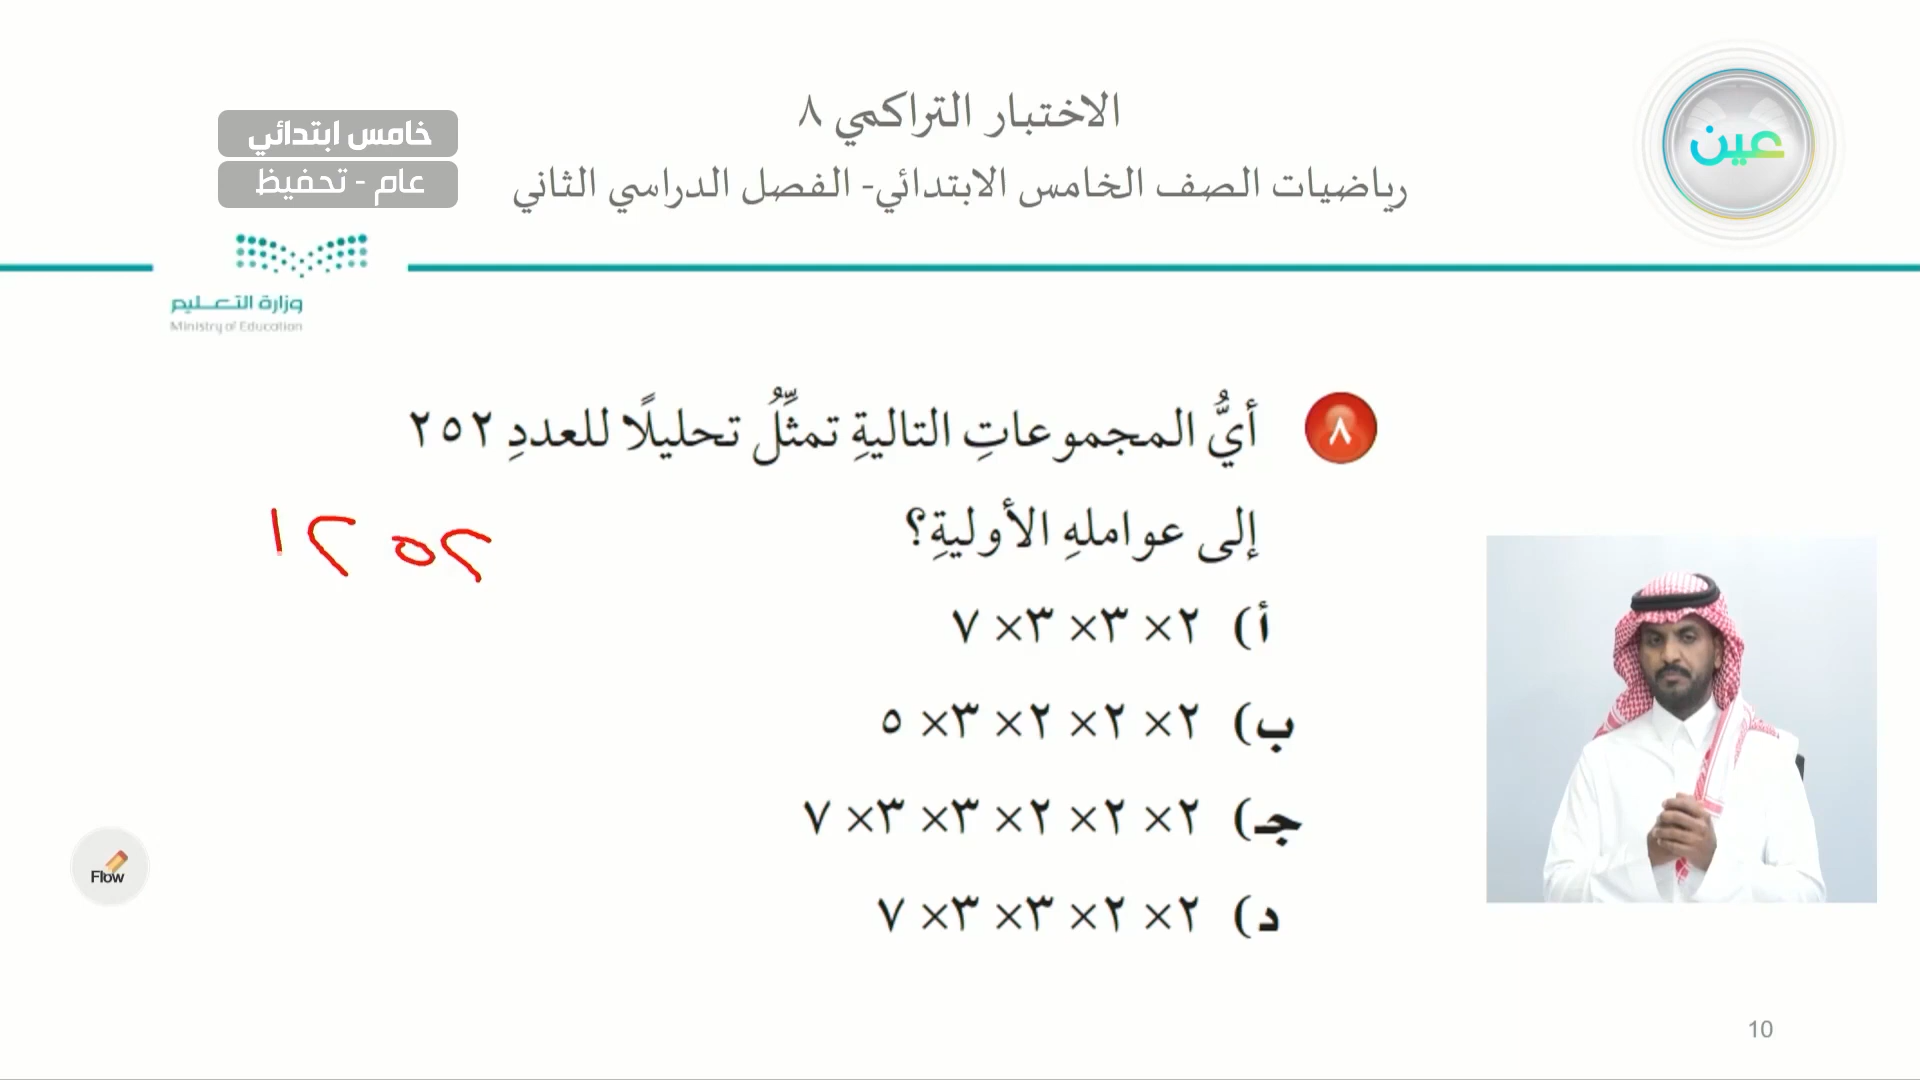 الاختبار التراكمي ٨
رياضيات الصف الخامس الابتدائي- الفصل الدراسي الثاني
خامس ابتدائي
عام - تحفيظ
عين
وزارة التعليم
Ministry of Education
٨ أيُّ المجموعاتِ التاليةِ تمثِّلُ تحليلًا للعددِ ٢٥٢
إلى عواملهِ الأوليةِ؟
أ) ٢× ٣× ٣× ٧
ب) ٢× ٢× ٢× ٣× ٥
جـ) ٢× ٢× ٢× ٣× ٣× ٧
د) ٢× ٢× ٣× ٣× ٧
١٢٥٢
Flow
10